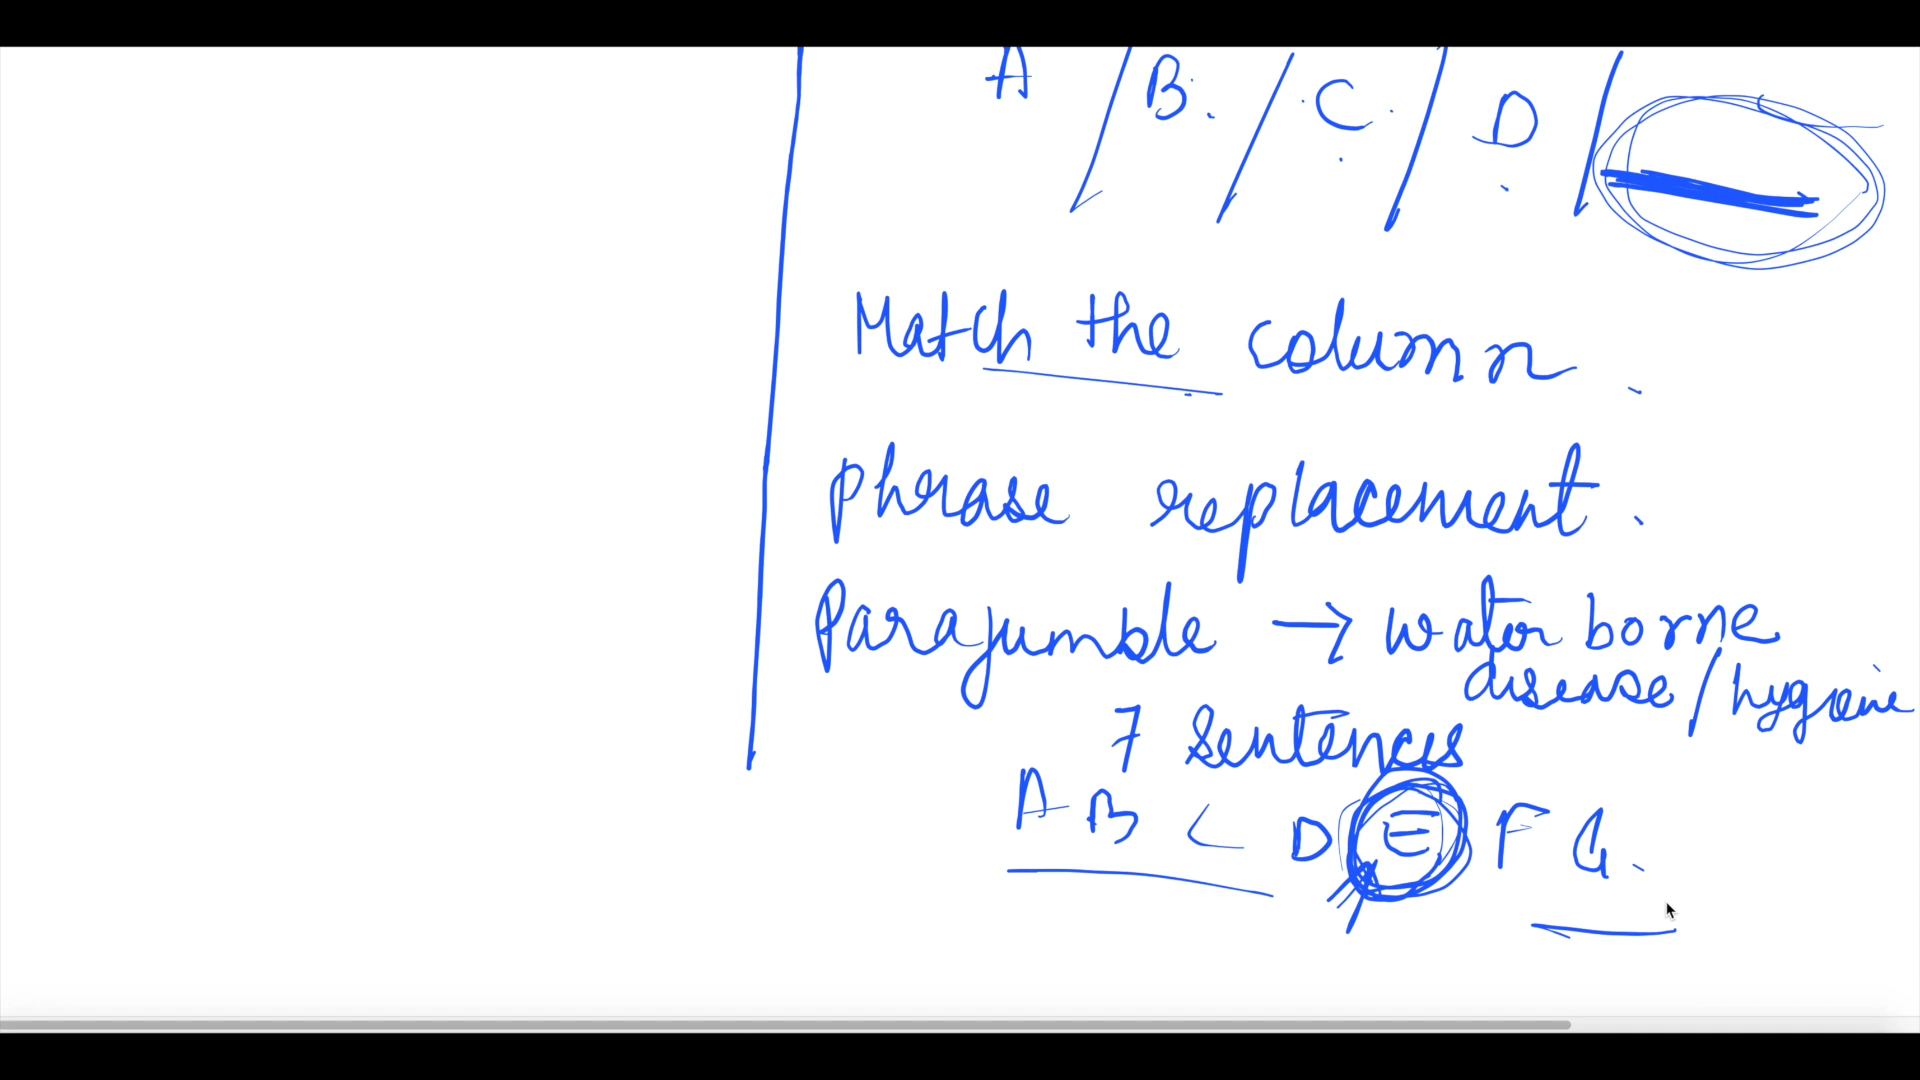 A / B. / C. / D /
Match the column.
phrase replacement.
Parajumble → water borne
disease / hygiene
7 sentences
A B C D E F G.